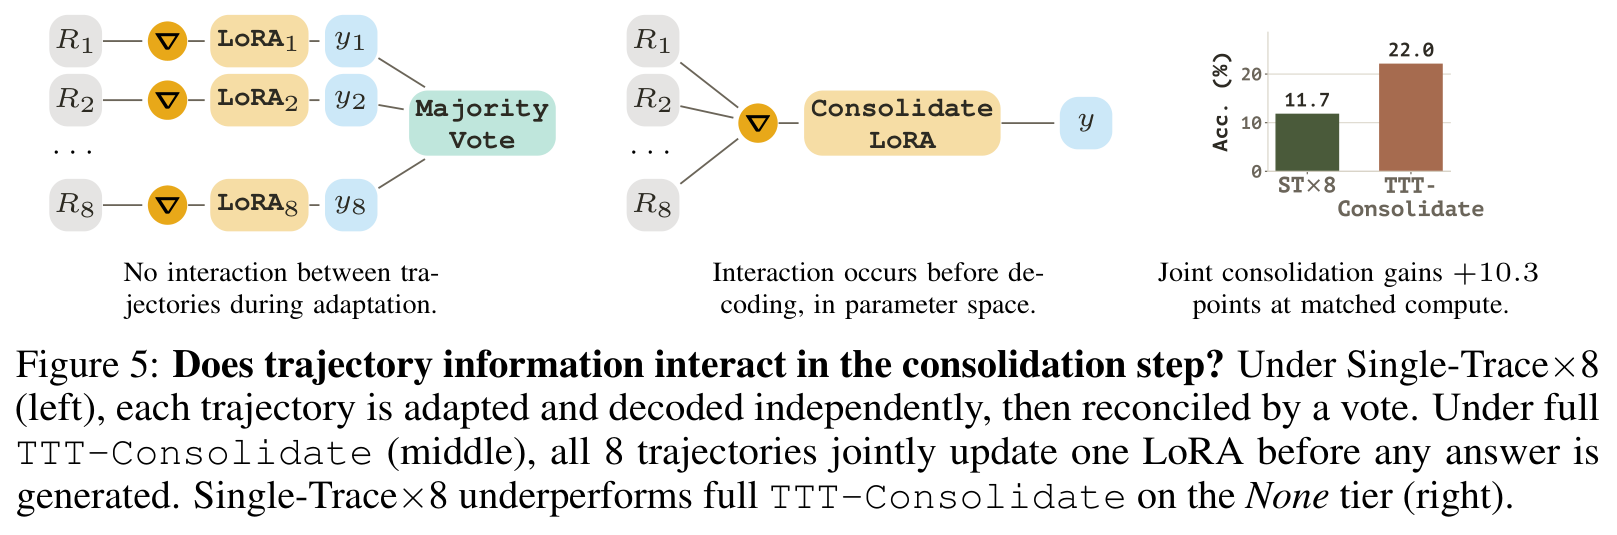 R1 ∇ LoRA1 y1
R2 ∇ LoRA2 y2
...
R8 ∇ LoRA8 y8
Majority
Vote
No interaction between tra-
jectories during adaptation.
R1
R2
...
R8
∇
Consolidate
LoRA
y
Interaction occurs before de-
coding, in parameter space.
Acc. (%)
20
10
0
11.7
22.0
ST×8
TTT-
Consolidate
Joint consolidation gains +10.3
points at matched compute.
Figure 5: Does trajectory information interact in the consolidation step? Under Single-Trace×8
(left), each trajectory is adapted and decoded independently, then reconciled by a vote. Under full
TTT-Consolidate (middle), all 8 trajectories jointly update one LoRA before any answer is
generated. Single-Trace×8 underperforms full TTT-Consolidate on the None tier (right).